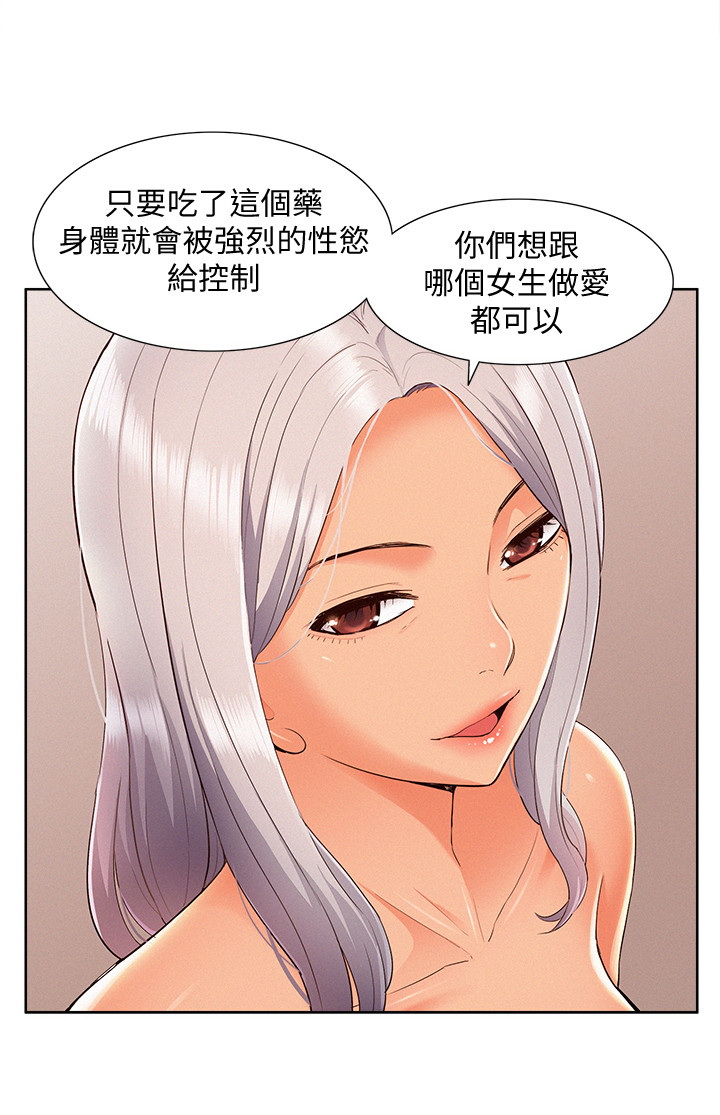 只要吃了這個藥
身體就會被強烈的性慾
給控制
你們想跟
哪個女生做愛
都可以